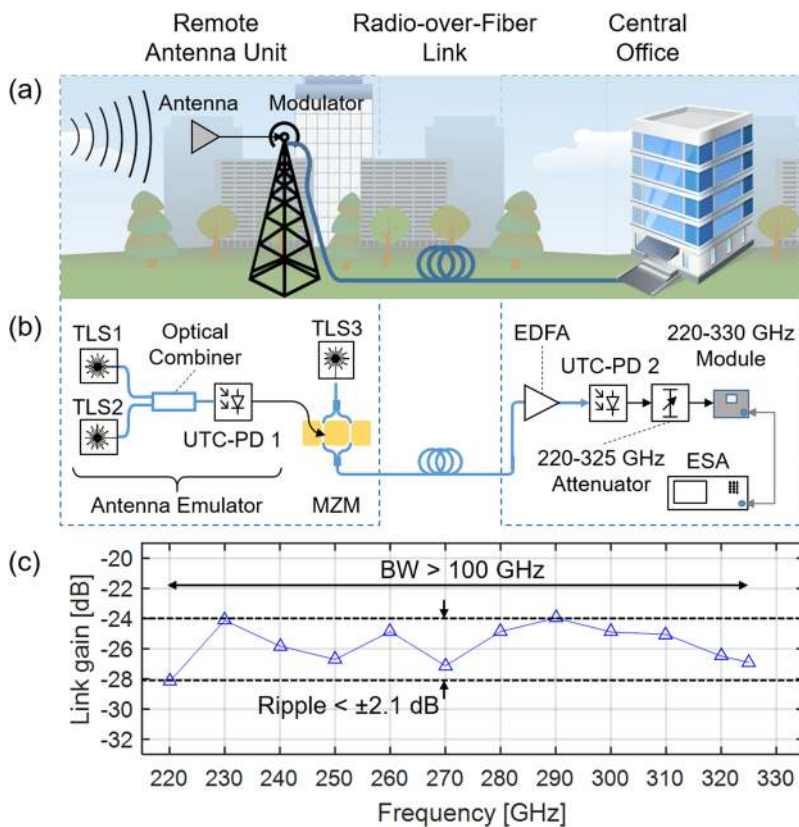 Remote
Antenna Unit
Radio-over-Fiber
Link
Central
Office
(a)
Antenna
Modulator
(b)
TLS1
Optical
Combiner
TLS2
UTC-PD 1
Antenna Emulator
TLS3
MZM
EDFA
UTC-PD 2
220-330 GHz
Module
220-325 GHz
Attenuator
ESA
(c)
Link gain [dB]
-20
-22
-24
-26
-28
-30
-32
BW > 100 GHz
Ripple < ±2.1 dB
220 230 240 250 260 270 280 290 300 310 320 330
Frequency [GHz]